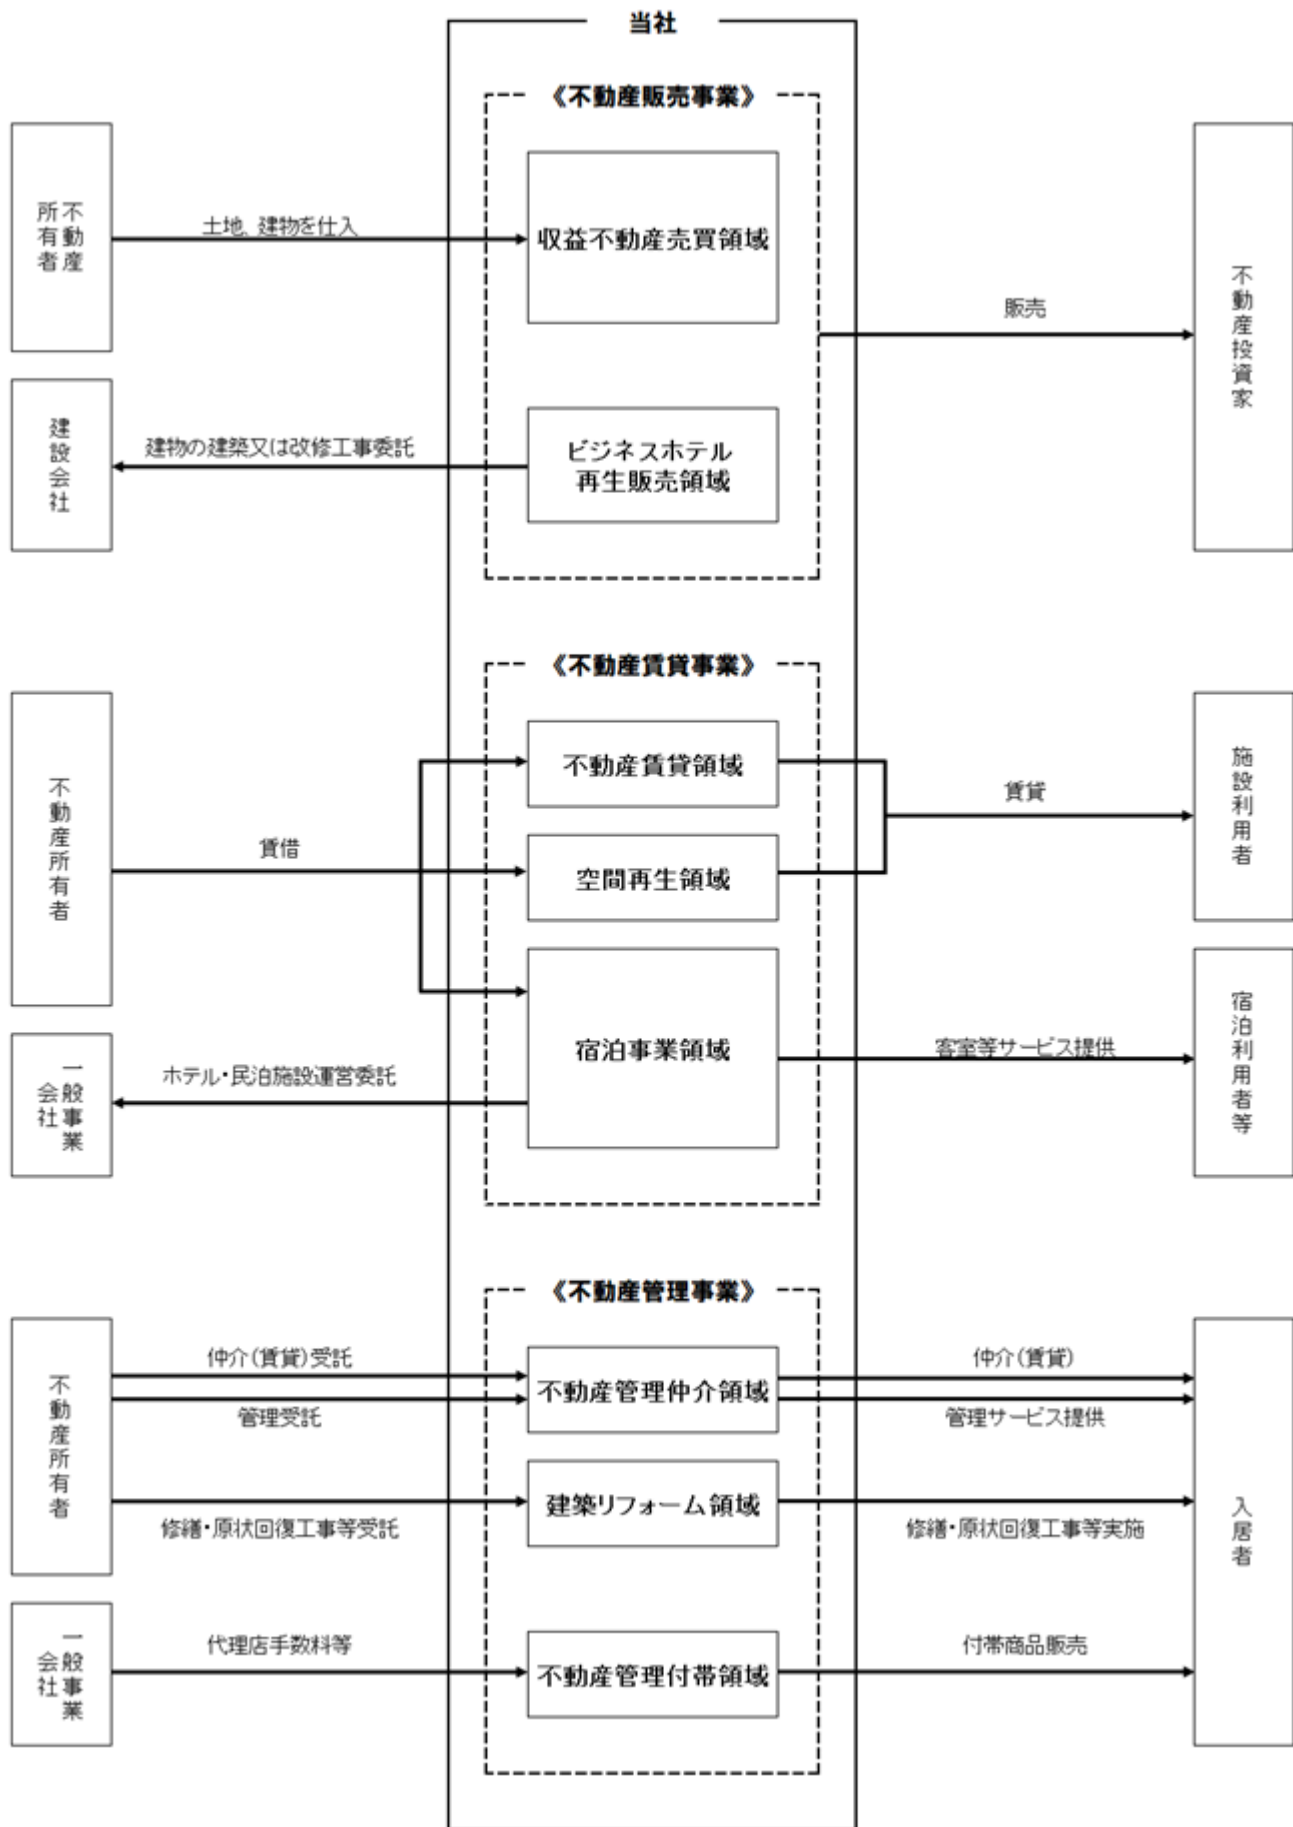 当社
《不動産販売事業》
不動産
所有者
土地、建物を仕入
収益不動産売買領域
販売
不動産投資家
建設会社
建物の建築又は改修工事委託
ビジネスホテル
再生販売領域
《不動産賃貸事業》
不動産所有者
賃借
不動産賃貸領域
空間再生領域
賃貸
施設利用者
宿泊事業領域
客室等サービス提供
宿泊利用者等
一般事業
会社
ホテル・民泊施設運営委託
《不動産管理事業》
不動産所有者
仲介(賃貸)受託
管理受託
不動産管理仲介領域
仲介(賃貸)
管理サービス提供
修繕・原状回復工事等受託
建築リフォーム領域
修繕・原状回復工事等実施
入居者
一般事業
会社
代理店手数料等
不動産管理付帯領域
付帯商品販売